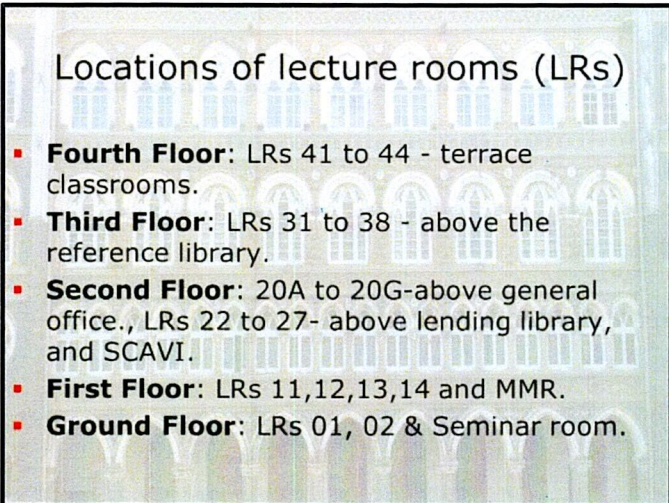 Locations of lecture rooms (LRs)
Fourth Floor: LRs 41 to 44 - terrace
classrooms.
Third Floor: LRs 31 to 38 - above the
reference library.
Second Floor: 20A to 20G-above general
office., LRs 22 to 27- above lending library,
and SCAVI.
First Floor: LRs 11,12,13,14 and MMR.
Ground Floor: LRs 01, 02 & Seminar room.